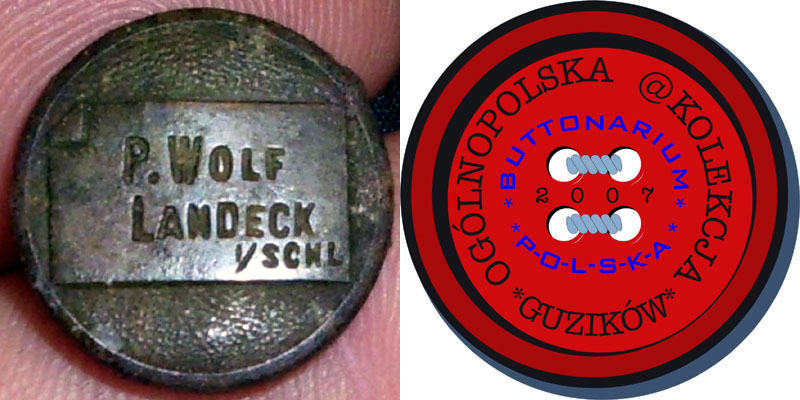 P. WOLF
LANDECK
I/SCHL
OGÓLNOPOLSKA @KOLEKCJA
*GUZIKÓW*
*BUTTONARIUM*
2007
*P-O-L-S-K-A*